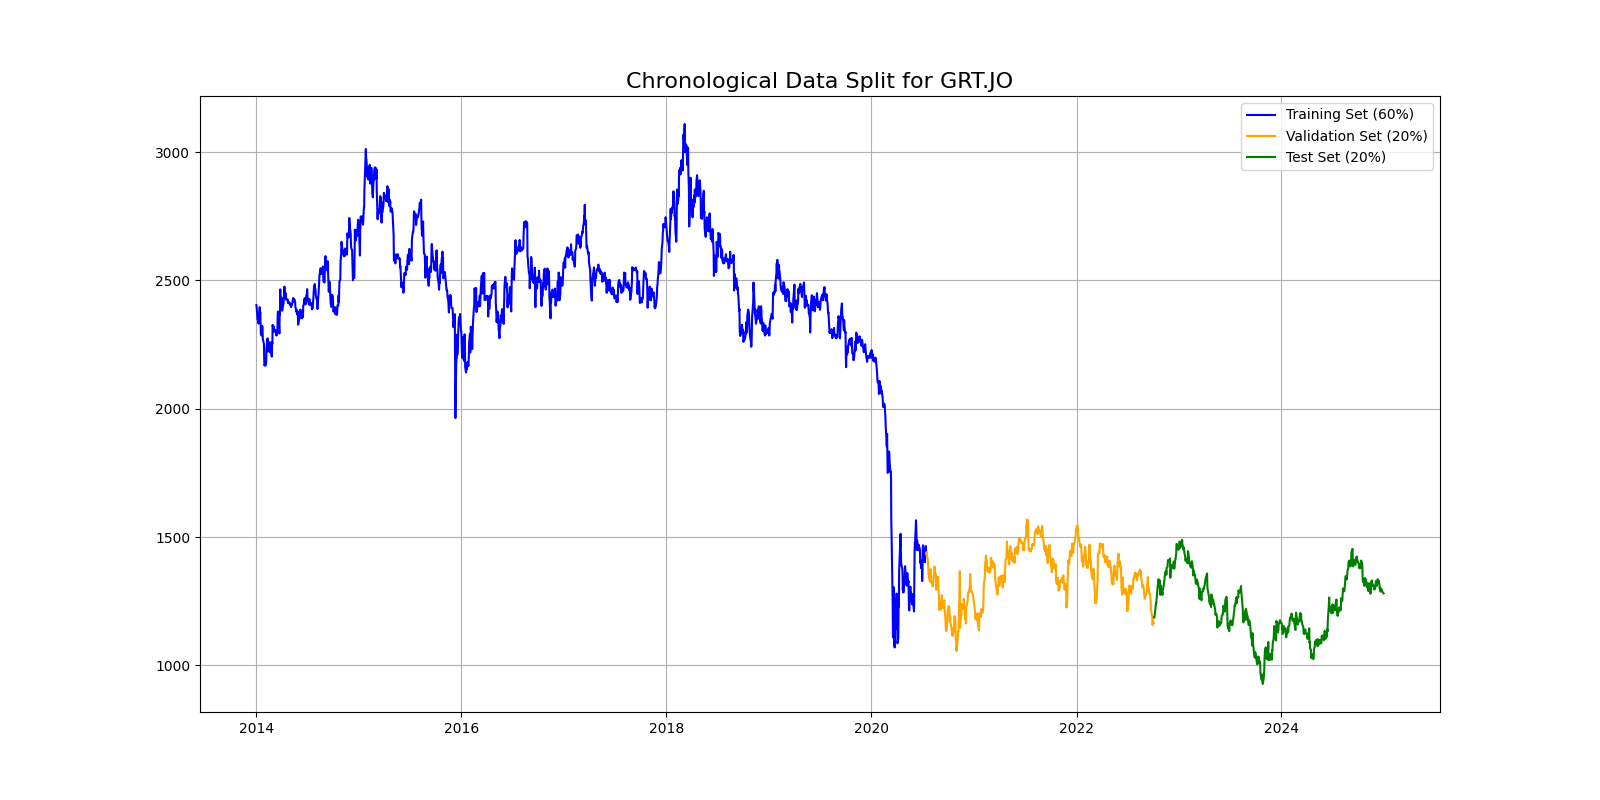 Chronological Data Split for GRT.JO
Training Set (60%)
Validation Set (20%)
Test Set (20%)
3000
2500
2000
1500
1000
2014 2016 2018 2020 2022 2024